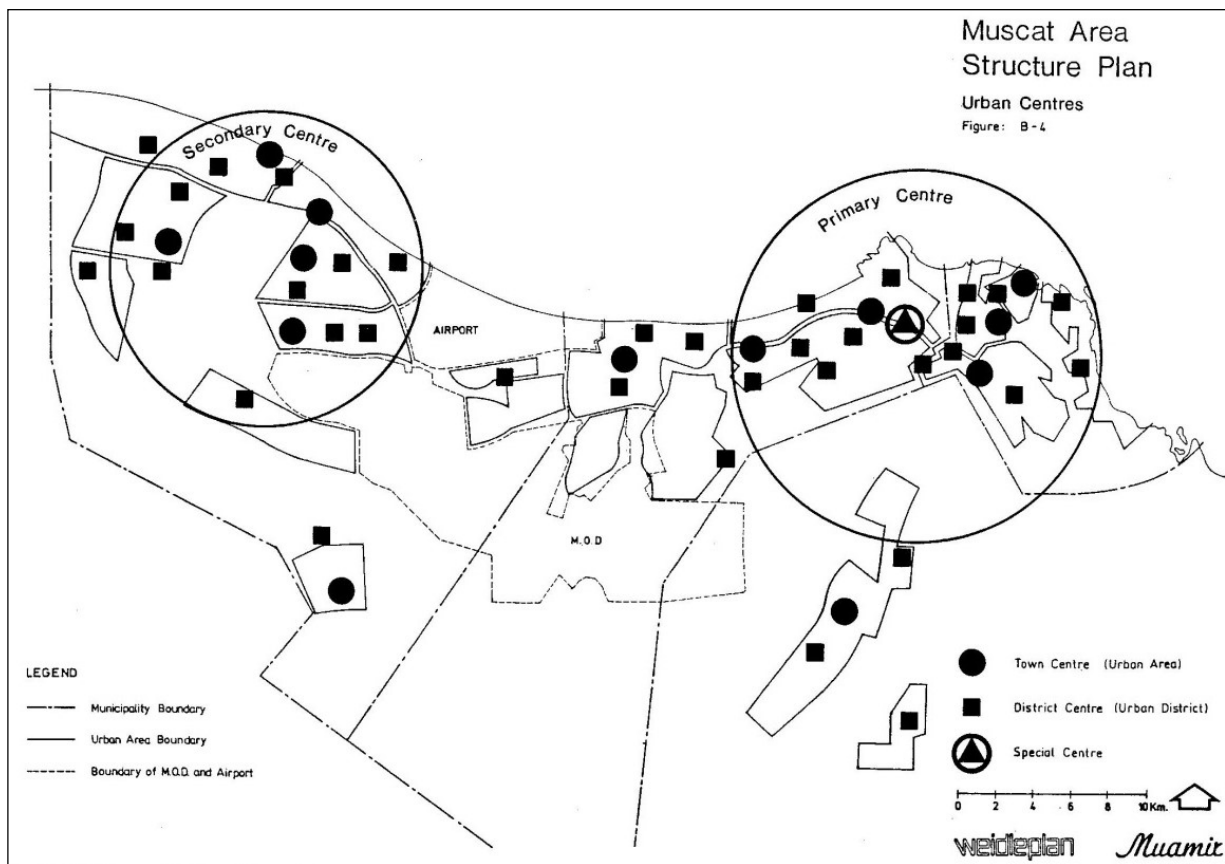 Muscat Area
Structure Plan
Urban Centres
Figure: B-4
Secondary Centre
Primary Centre
AIRPORT
M.O.D
LEGEND
Municipality Boundary
Urban Area Boundary
Boundary of M.O.D. and Airport
Town Centre (Urban Area)
District Centre (Urban District)
Special Centre
0 2 4 6 8 10 Km.
weidleplan
Muamir